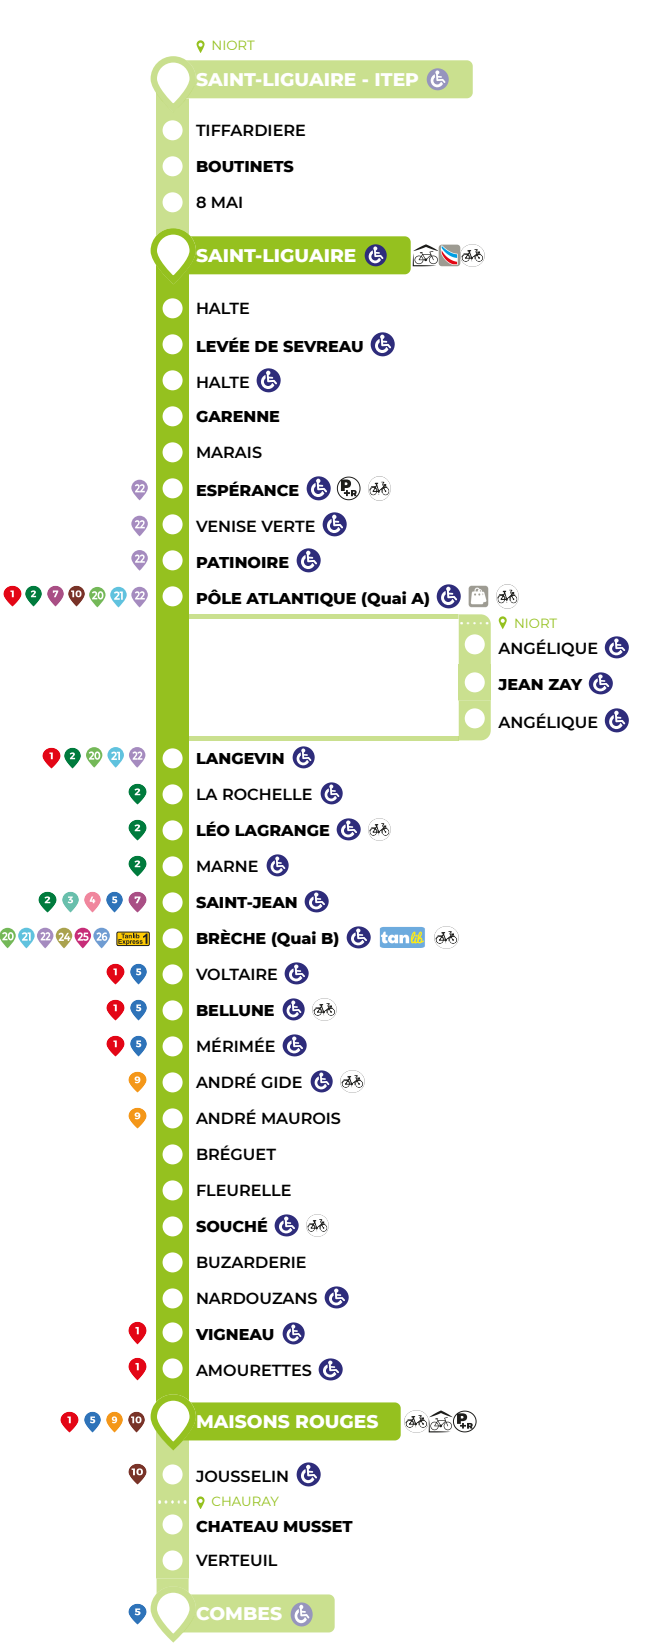 NIORT
SAINT-LIGUAIRE - ITEP
TIFFARDIERE
BOUTINETS
8 MAI
SAINT-LIGUAIRE
HALTE
LEVÉE DE SEVREAU
HALTE
GARENNE
MARAIS
22 ESPÉRANCE P+R
22 VENISE VERTE
22 PATINOIRE
1 2 7 10 20 21 22 PÔLE ATLANTIQUE (Quai A)
NIORT
ANGÉLIQUE
JEAN ZAY
ANGÉLIQUE
1 2 20 21 22 LANGEVIN
2 LA ROCHELLE
2 LÉO LAGRANGE
2 MARNE
2 3 4 5 7 SAINT-JEAN
20 21 22 24 25 26 Tanlib Express 1 BRÈCHE (Quai B) tanlib
1 5 VOLTAIRE
1 5 BELLUNE
1 5 MÉRIMÉE
9 ANDRÉ GIDE
9 ANDRÉ MAUROIS
BRÉGUET
FLEURELLE
SOUCHÉ
BUZARDERIE
NARDOUZANS
1 VIGNEAU
1 AMOURETTES
1 5 9 10 MAISONS ROUGES P+R
10 JOUSSELIN
CHAURAY
CHATEAU MUSSET
VERTEUIL
5 COMBES